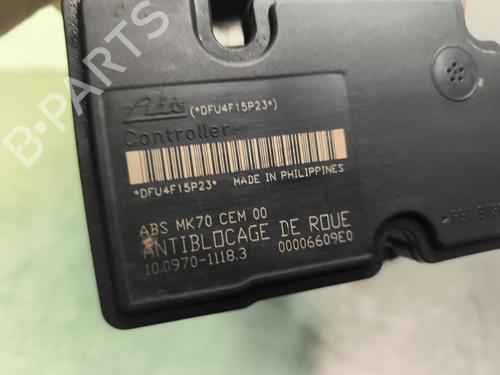 B-PARTS
Ate (*DFU4F15P23*)
Controller
*DFU4F15P23* MADE IN PHILIPPINES
ABS MK70 CEM 00
ANTIBLOCAGE DE ROUE
10.0970-1118.3 00006609E0